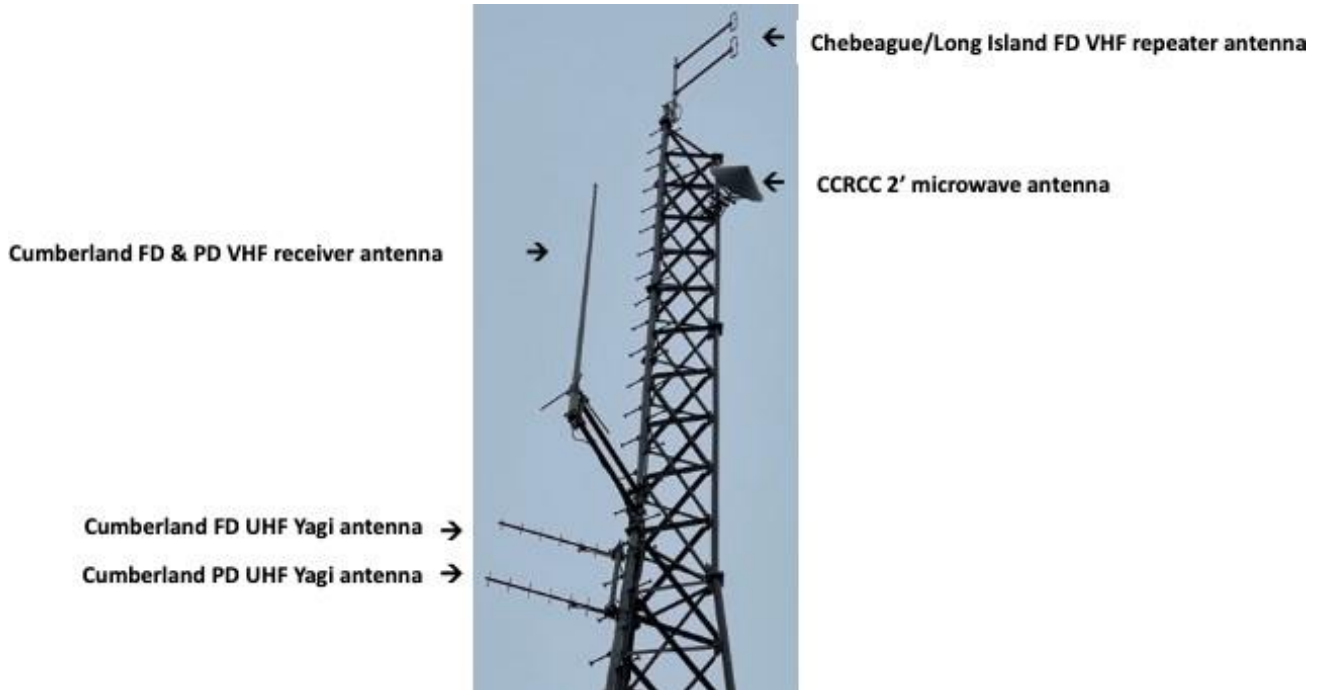 Chebeague/Long Island FD VHF repeater antenna
CCRCC 2’ microwave antenna
Cumberland FD & PD VHF receiver antenna
Cumberland FD UHF Yagi antenna
Cumberland PD UHF Yagi antenna